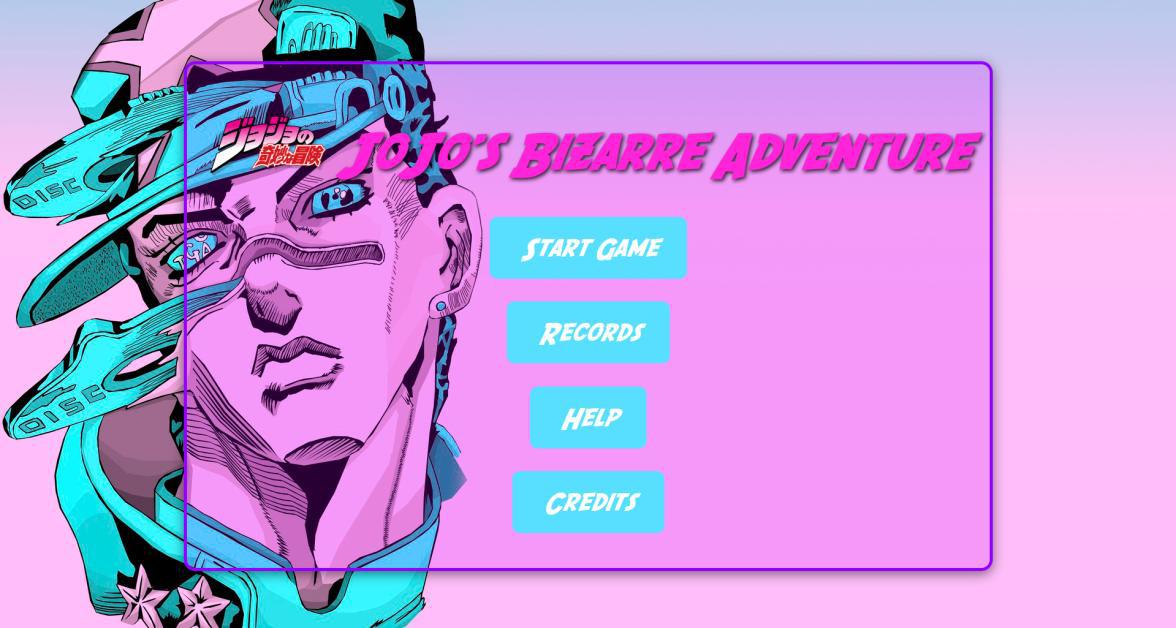 ジョジョの
奇妙な冒険
JoJo's Bizarre Adventure
Start Game
Records
Help
Credits
DISC
DISC